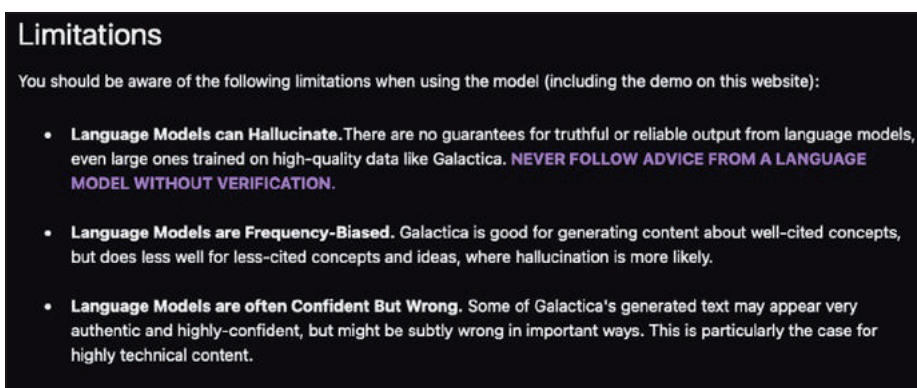 Limitations
You should be aware of the following limitations when using the model (including the demo on this website):
• Language Models can Hallucinate.There are no guarantees for truthful or reliable output from language models,
even large ones trained on high-quality data like Galactica. NEVER FOLLOW ADVICE FROM A LANGUAGE
MODEL WITHOUT VERIFICATION.
• Language Models are Frequency-Biased. Galactica is good for generating content about well-cited concepts,
but does less well for less-cited concepts and ideas, where hallucination is more likely.
• Language Models are often Confident But Wrong. Some of Galactica's generated text may appear very
authentic and highly-confident, but might be subtly wrong in important ways. This is particularly the case for
highly technical content.